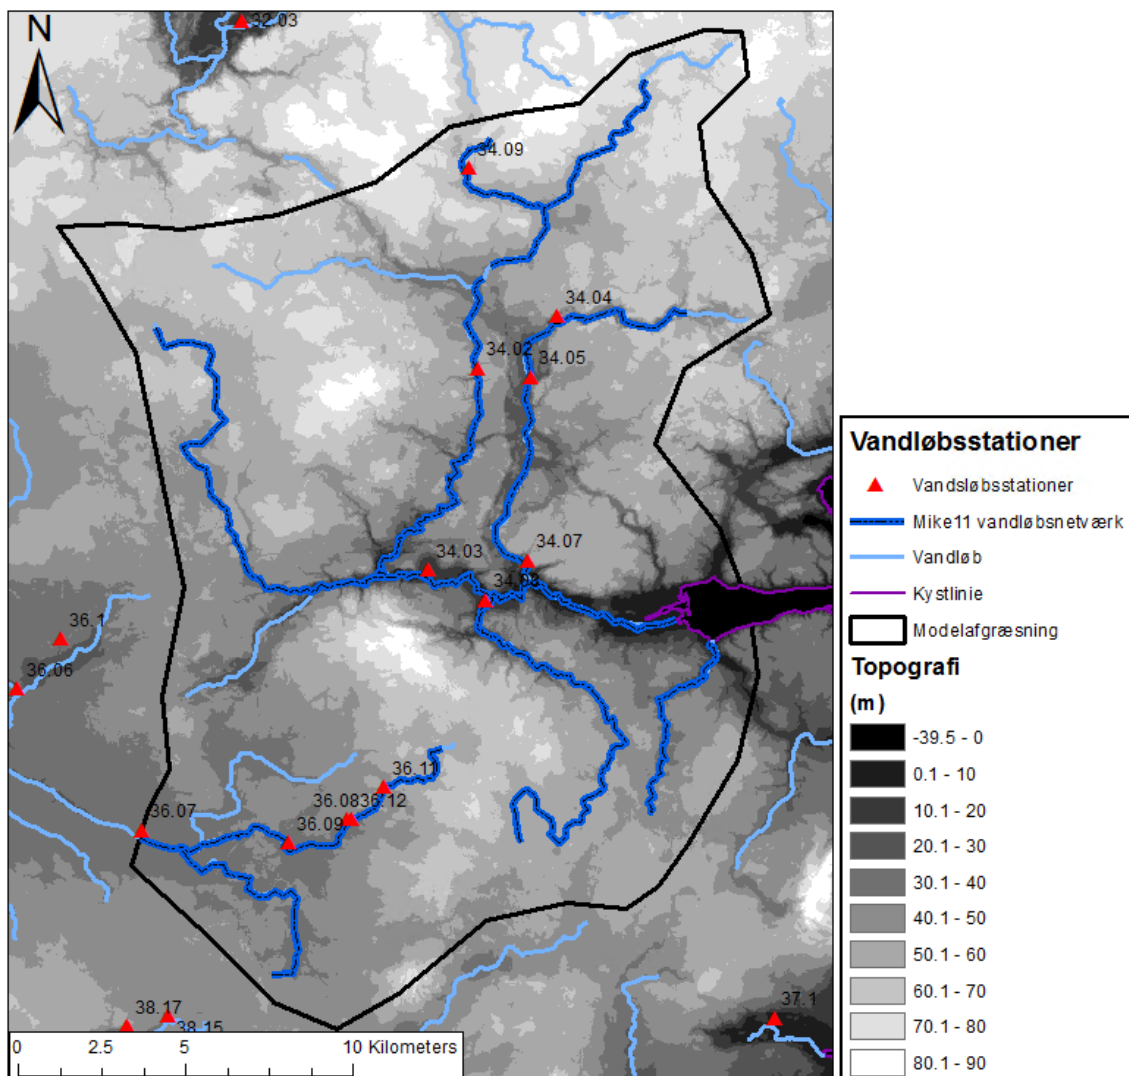 N
32.03
34.09
34.04
34.02
34.05
34.03
34.07
34.08
36.1
36.06
36.11
36.07
36.08
36.12
36.09
38.17
38.15
37.1
0 2.5 5 10 Kilometers
Vandløbsstationer
Vandsløbsstationer
Mike11 vandløbsnetværk
Vandløb
Kystlinie
Modelafgræsning
Topografi
(m)
-39.5 - 0
0.1 - 10
10.1 - 20
20.1 - 30
30.1 - 40
40.1 - 50
50.1 - 60
60.1 - 70
70.1 - 80
80.1 - 90